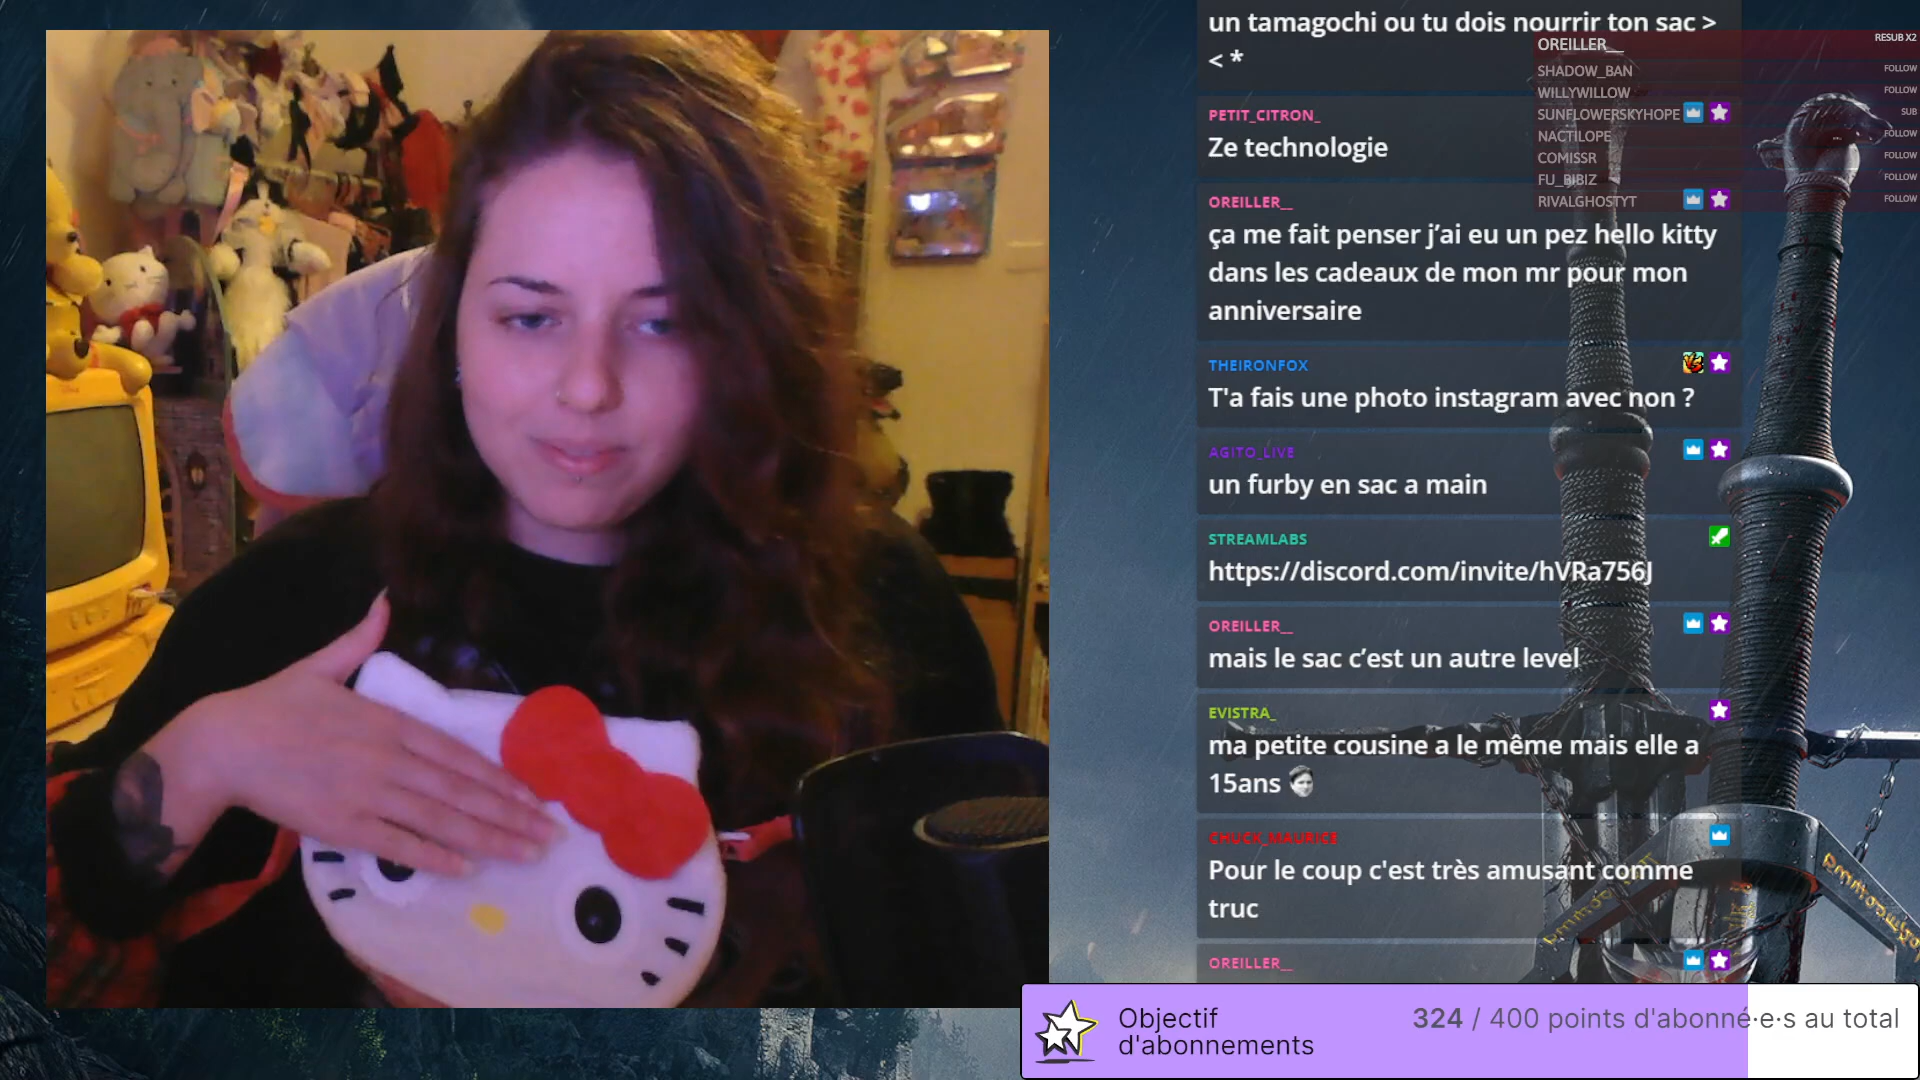 un tamagochi ou tu dois nourrir ton sac >
< *
OREILLER__ RESUB X2
SHADOW_BAN FOLLOW
WILLYWILLOW FOLLOW
SUNFLOWERSKYHOPE SUB
NACTILOPE FOLLOW
COMISSR FOLLOW
FU_BIBIZ FOLLOW
RIVALGHOSTYT FOLLOW
PETIT_CITRON_
Ze technologie
OREILLER__
ça me fait penser j’ai eu un pez hello kitty
dans les cadeaux de mon mr pour mon
anniversaire
THEIRONFOX
T'a fais une photo instagram avec non ?
AGITO_LIVE
un furby en sac a main
STREAMLABS
https://discord.com/invite/hVRa756J
OREILLER__
mais le sac c’est un autre level
EVISTRA_
ma petite cousine a le même mais elle a
15ans
CHUCK_MAURICE
Pour le coup c'est très amusant comme
truc
OREILLER__
Objectif
d'abonnements
324 / 400 points d'abonné·e·s au total